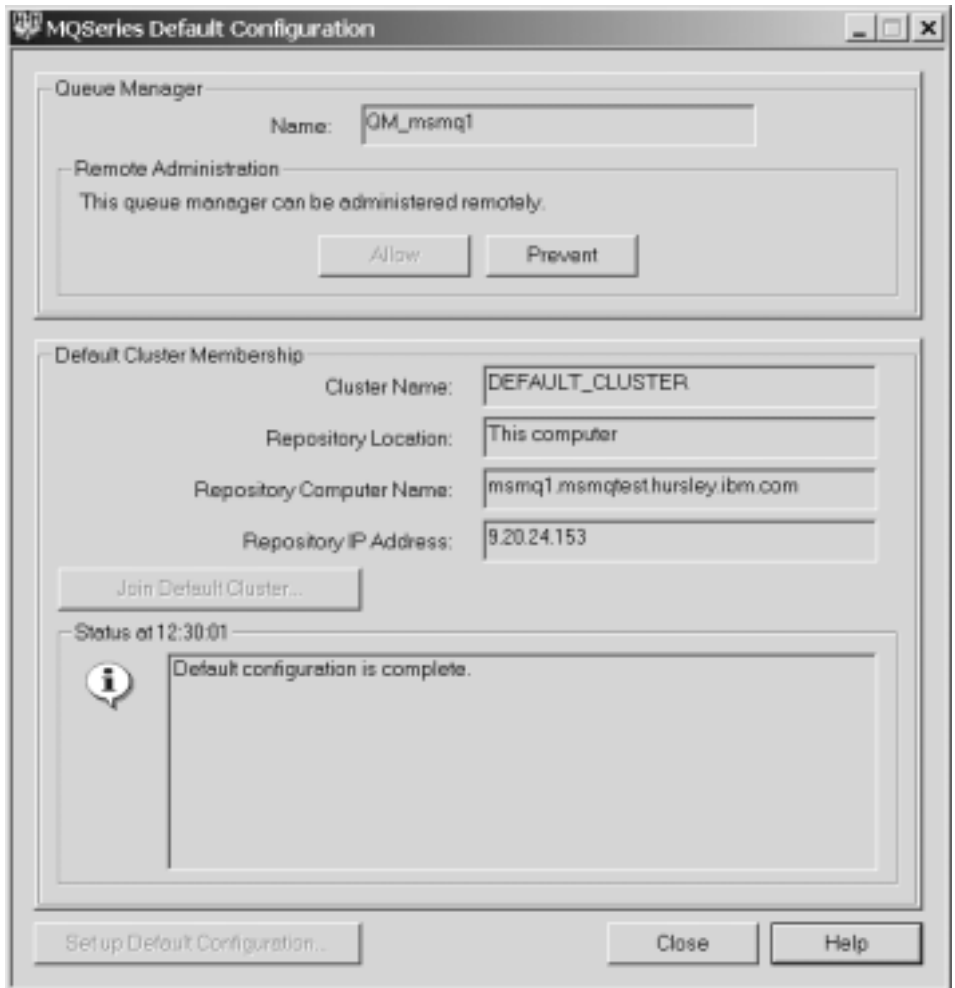 MQSeries Default Configuration
Queue Manager
Name: QM_msmq1
Remote Administration
This queue manager can be administered remotely.
Allow Prevent
Default Cluster Membership
Cluster Name: DEFAULT_CLUSTER
Repository Location: This computer
Repository Computer Name: msmq1.msmqtest.hursley.ibm.com
Repository IP Address: 9.20.24.153
Join Default Cluster...
Status at 12:30:01
Default configuration is complete.
Set up Default Configuration... Close Help